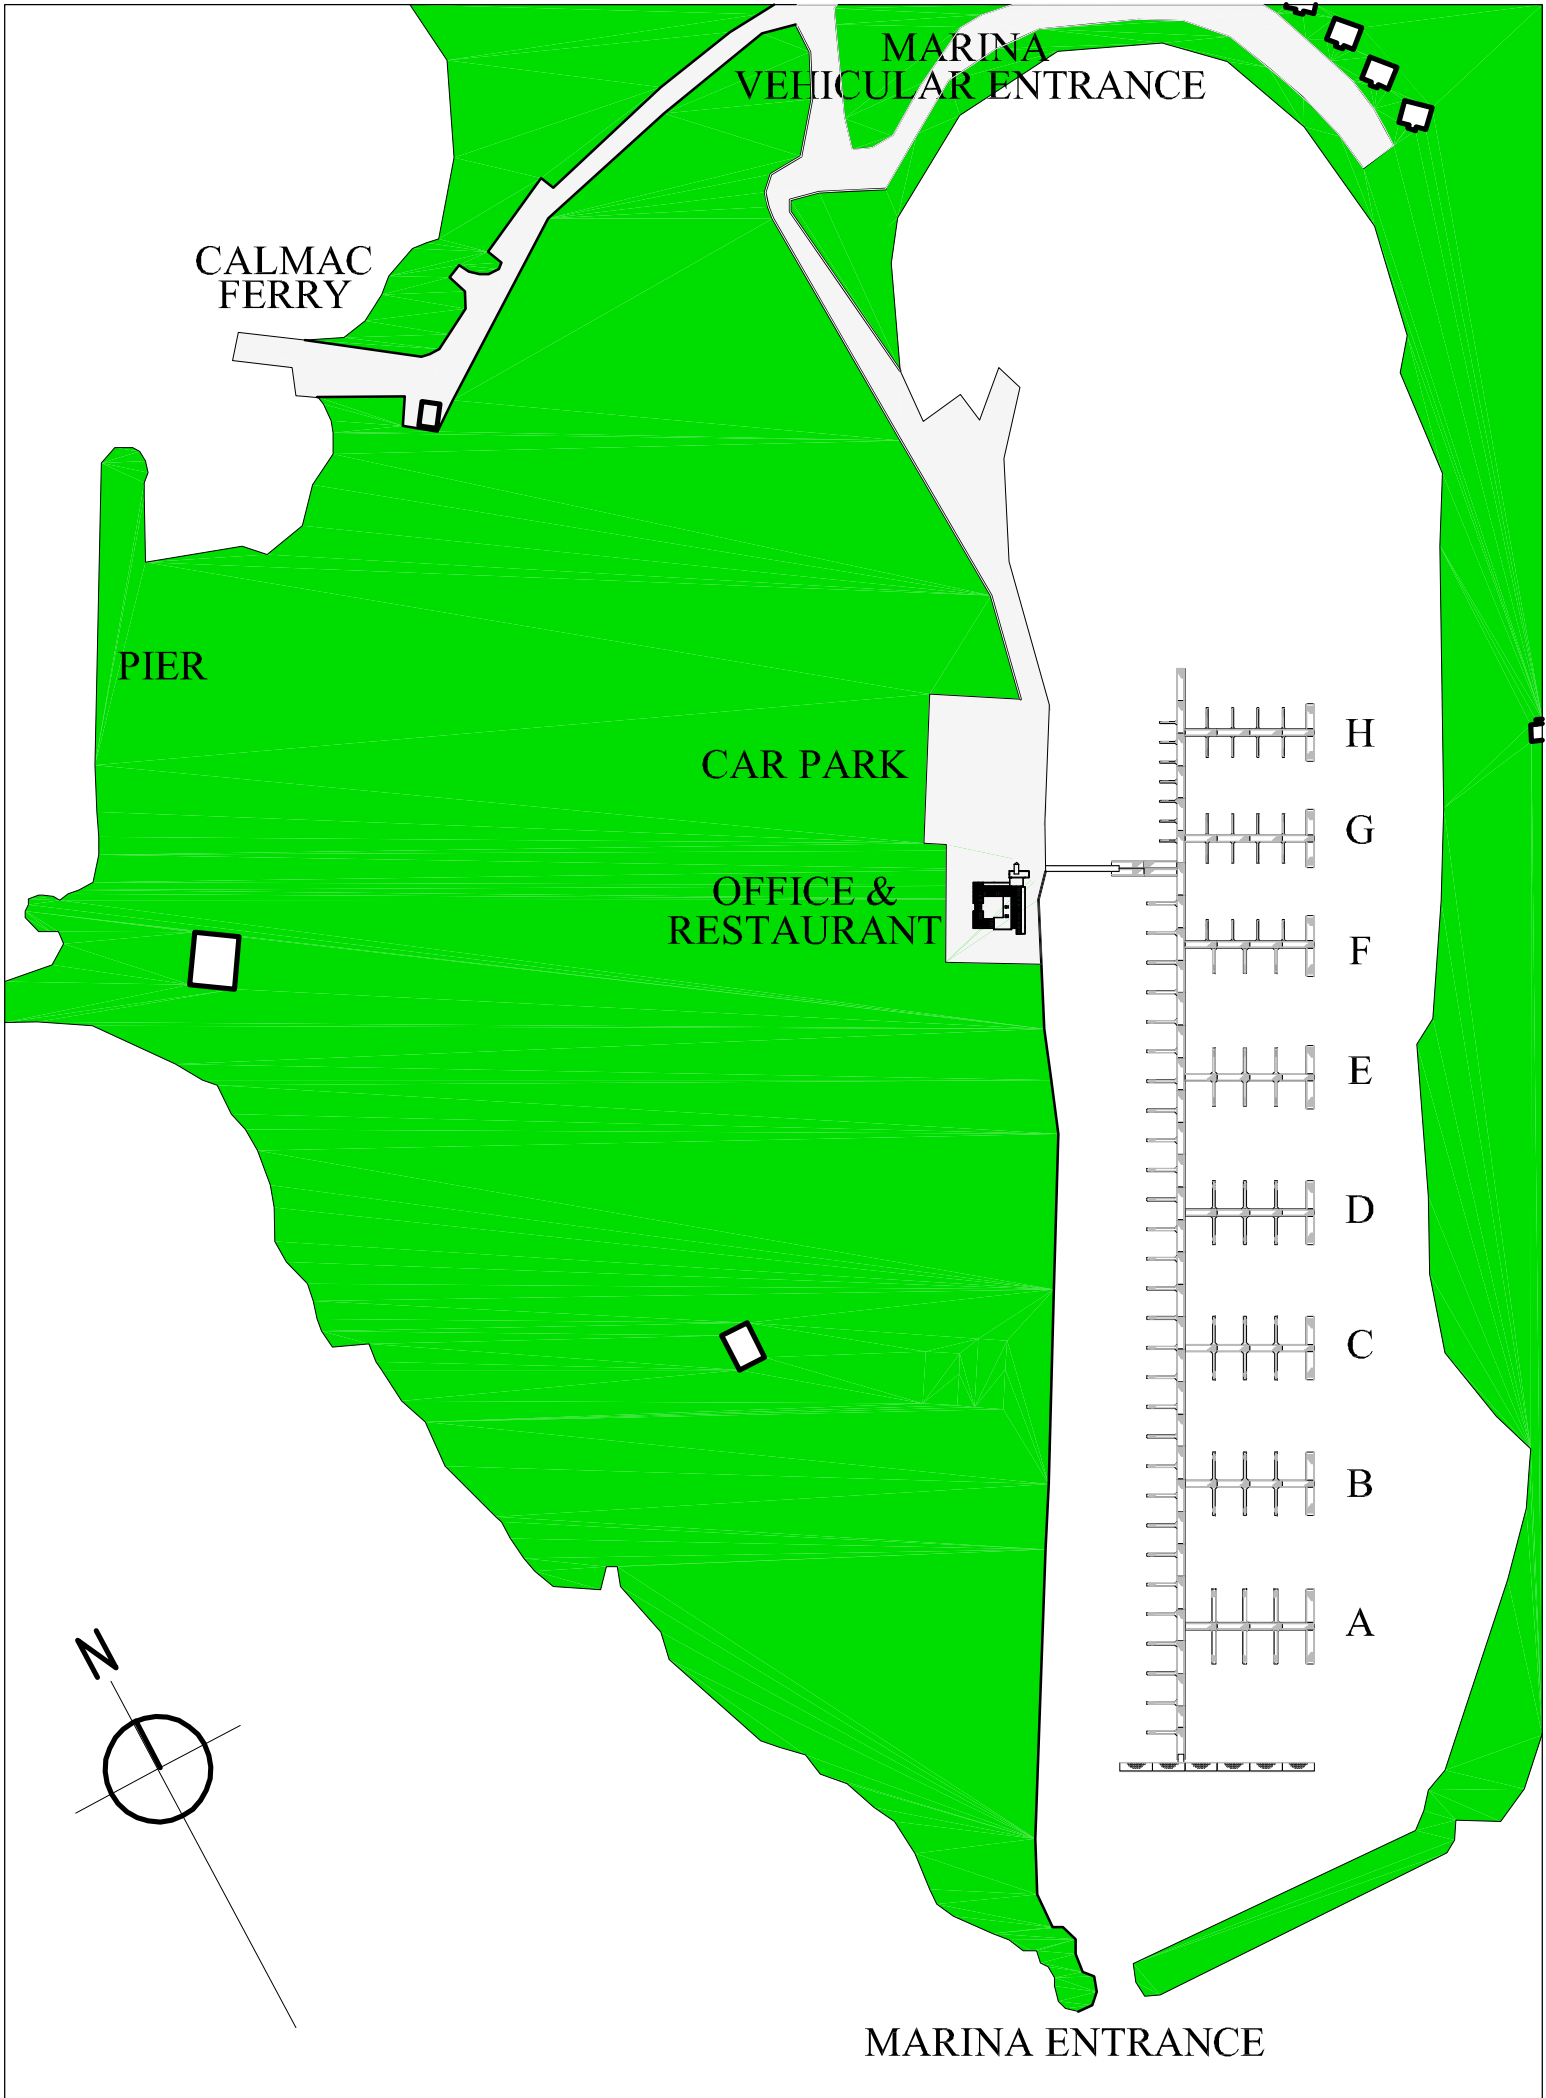 MARINA
VEHICULAR ENTRANCE
CALMAC
FERRY
PIER
CAR PARK
OFFICE &
RESTAURANT
H
G
F
E
D
C
B
A
N
MARINA ENTRANCE